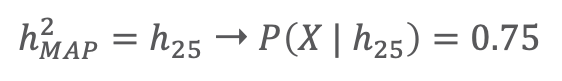 h²_MAP = h₂₅ → P(X | h₂₅) = 0.75